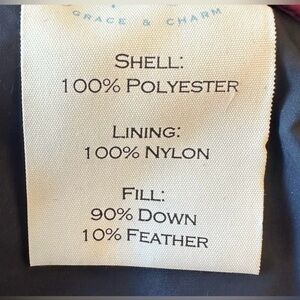 GRACE & CHARM
SHELL:
100% POLYESTER
LINING:
100% NYLON
FILL:
90% DOWN
10% FEATHER